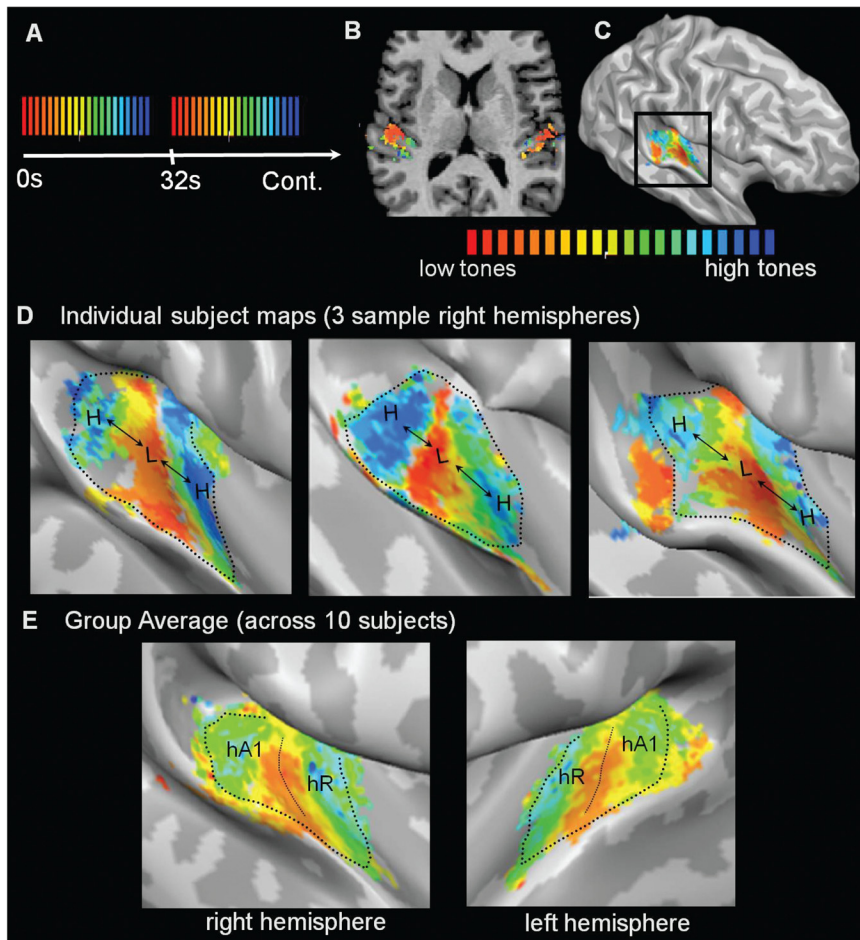 A
B
C
0s
32s
Cont.
low tones
high tones
D Individual subject maps (3 sample right hemispheres)
H
L
H
H
L
H
H
L
H
E Group Average (across 10 subjects)
hA1
hR
hR
hA1
right hemisphere
left hemisphere